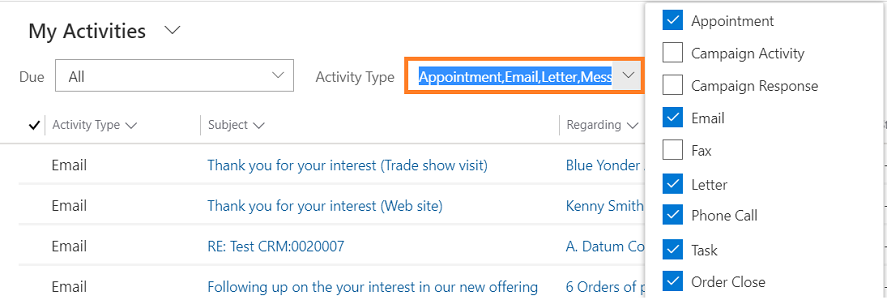 My Activities
Due All Activity Type Appointment,Email,Letter,Mess
Activity Type Subject Regarding
Email Thank you for your interest (Trade show visit) Blue Yonder
Email Thank you for your interest (Web site) Kenny Smith
Email RE: Test CRM:0020007 A. Datum Co
Email Following up on the your interest in our new offering 6 Orders of
Appointment
Campaign Activity
Campaign Response
Email
Fax
Letter
Phone Call
Task
Order Close